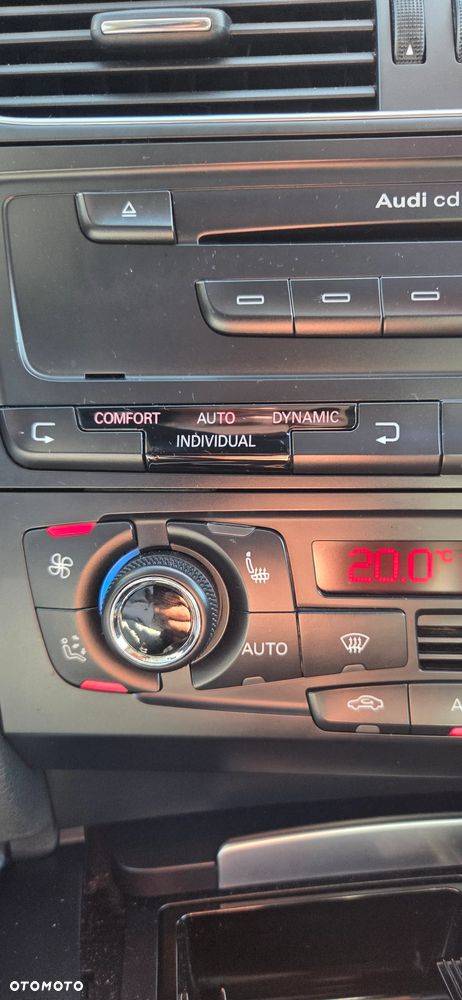 Audi cd
COMFORT AUTO DYNAMIC
INDIVIDUAL
20.0°C
AUTO
A
OTOMOTO